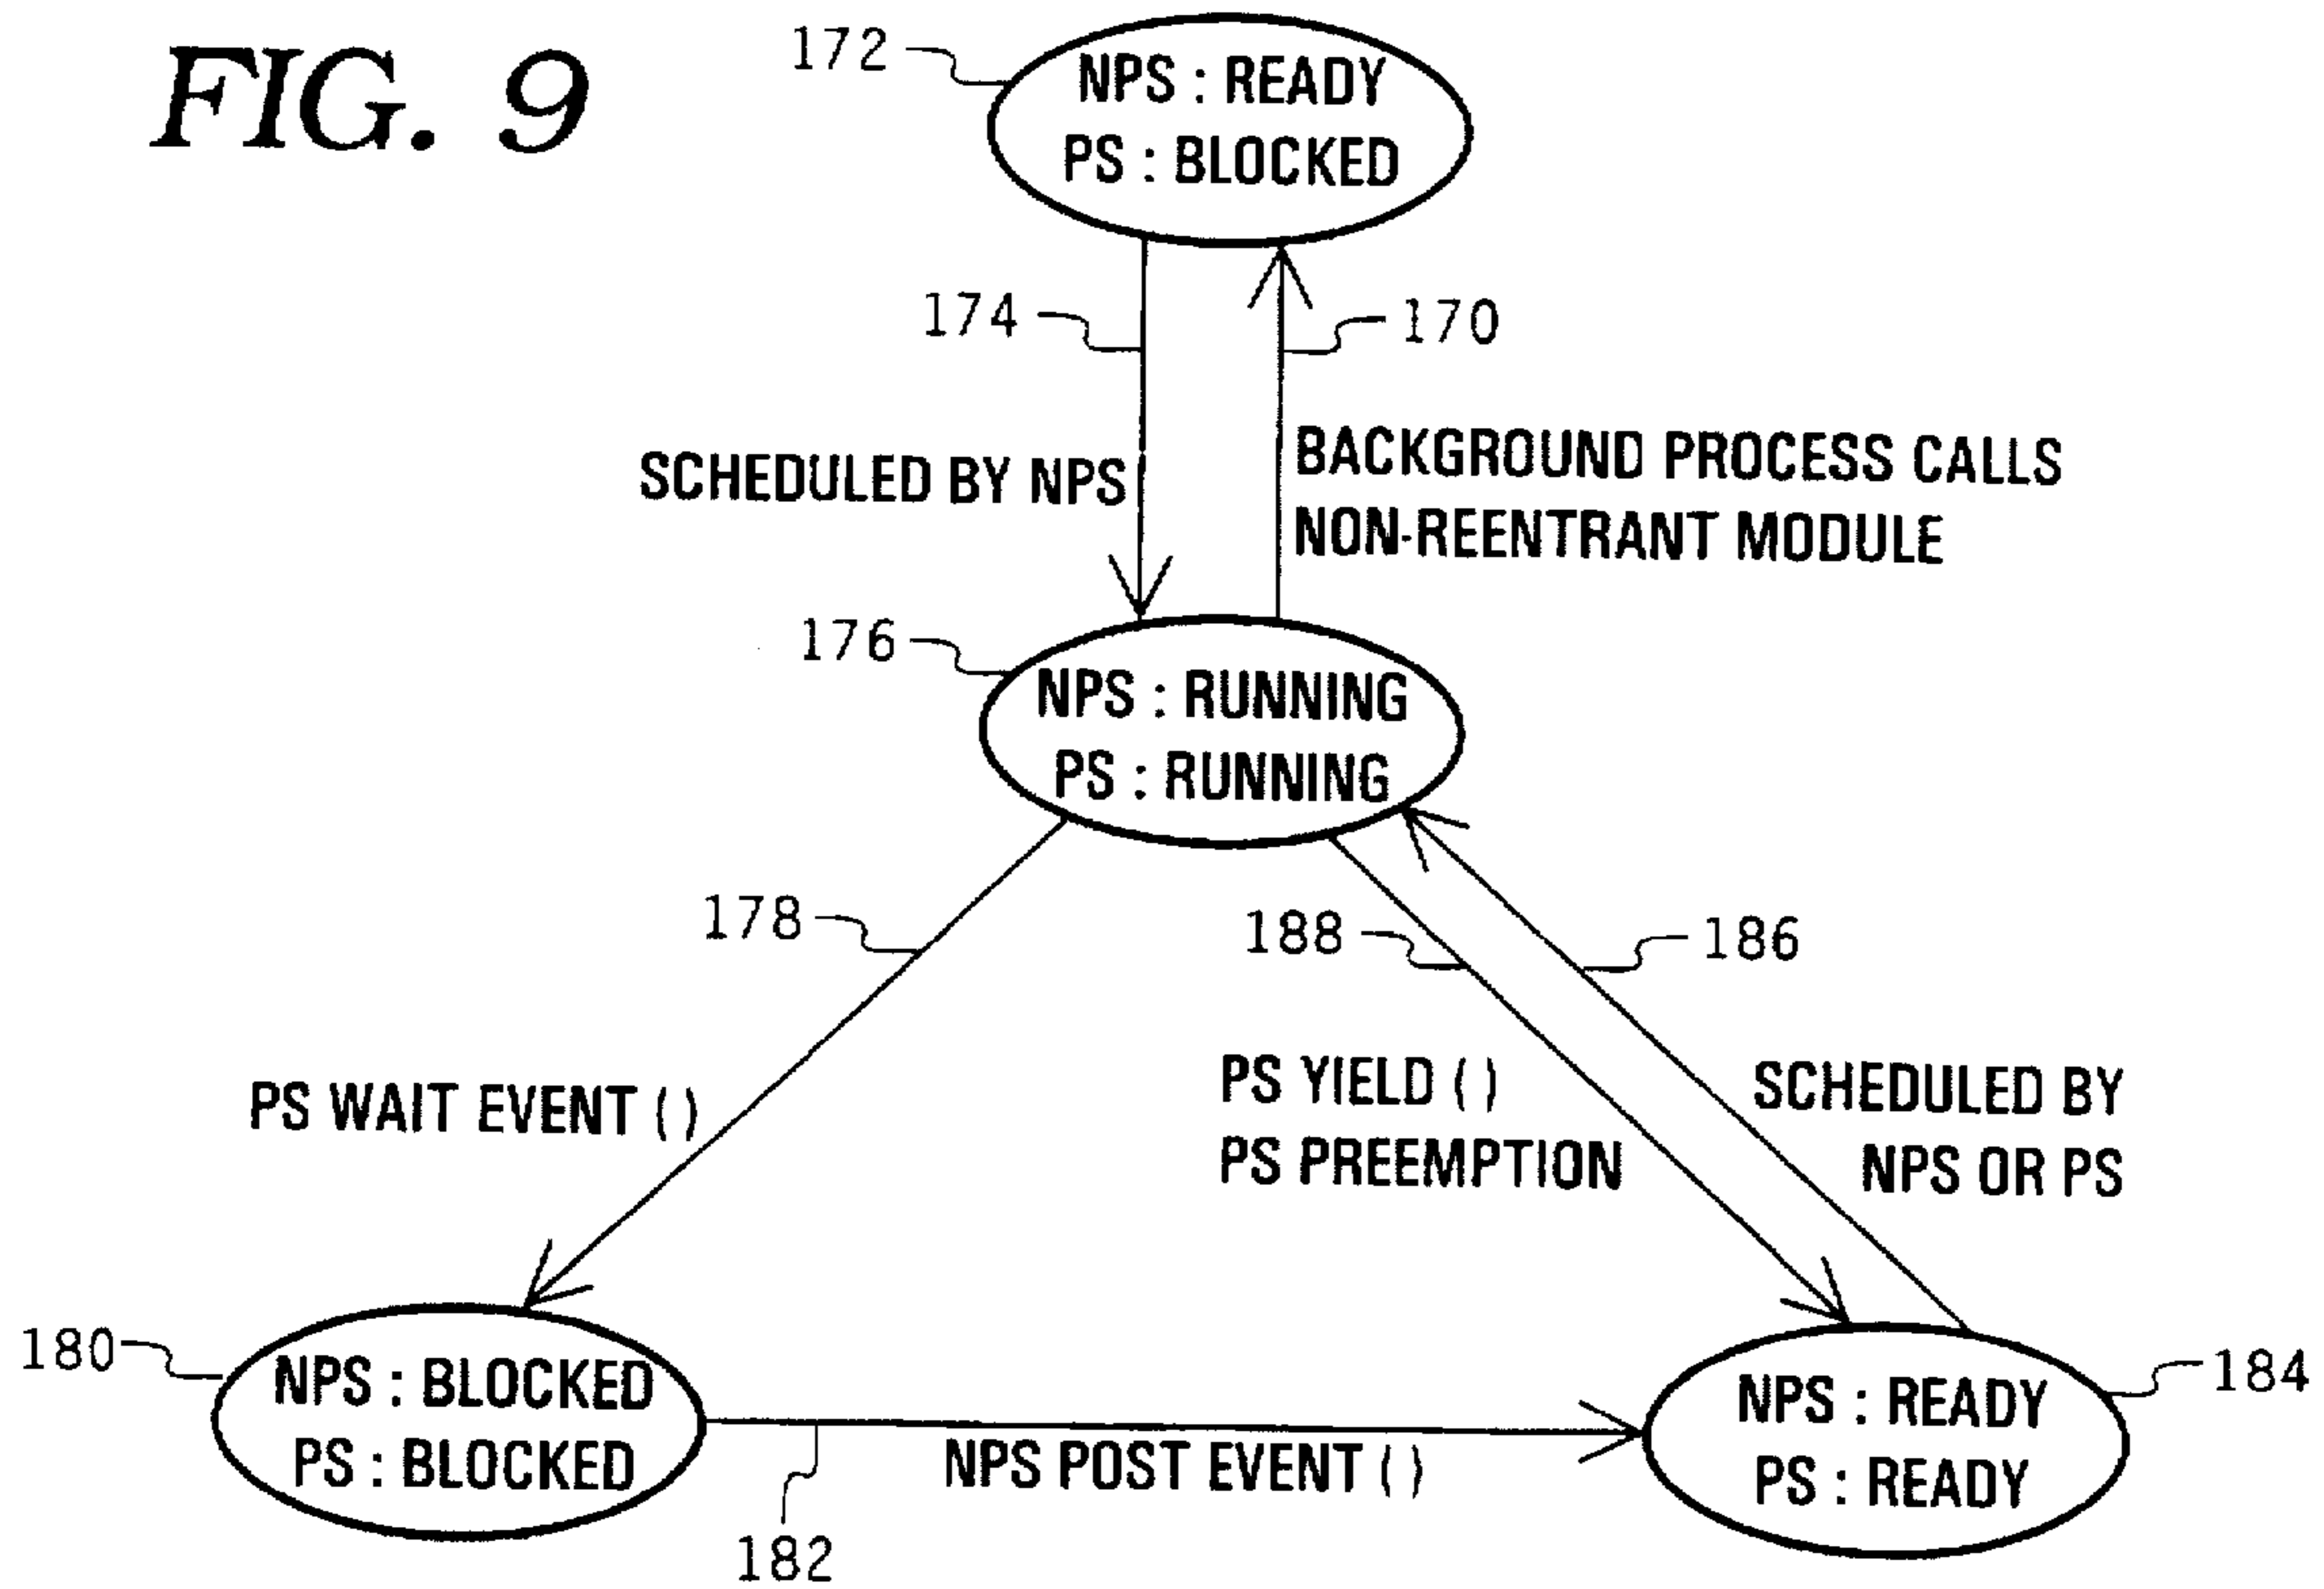 FIG. 9
172
NPS : READY
PS : BLOCKED
174
170
SCHEDULED BY NPS
BACKGROUND PROCESS CALLS
NON-REENTRANT MODULE
176
NPS : RUNNING
PS : RUNNING
178
188
186
PS WAIT EVENT ( )
PS YIELD ( )
PS PREEMPTION
SCHEDULED BY
NPS OR PS
180
NPS : BLOCKED
PS : BLOCKED
182
NPS POST EVENT ( )
184
NPS : READY
PS : READY